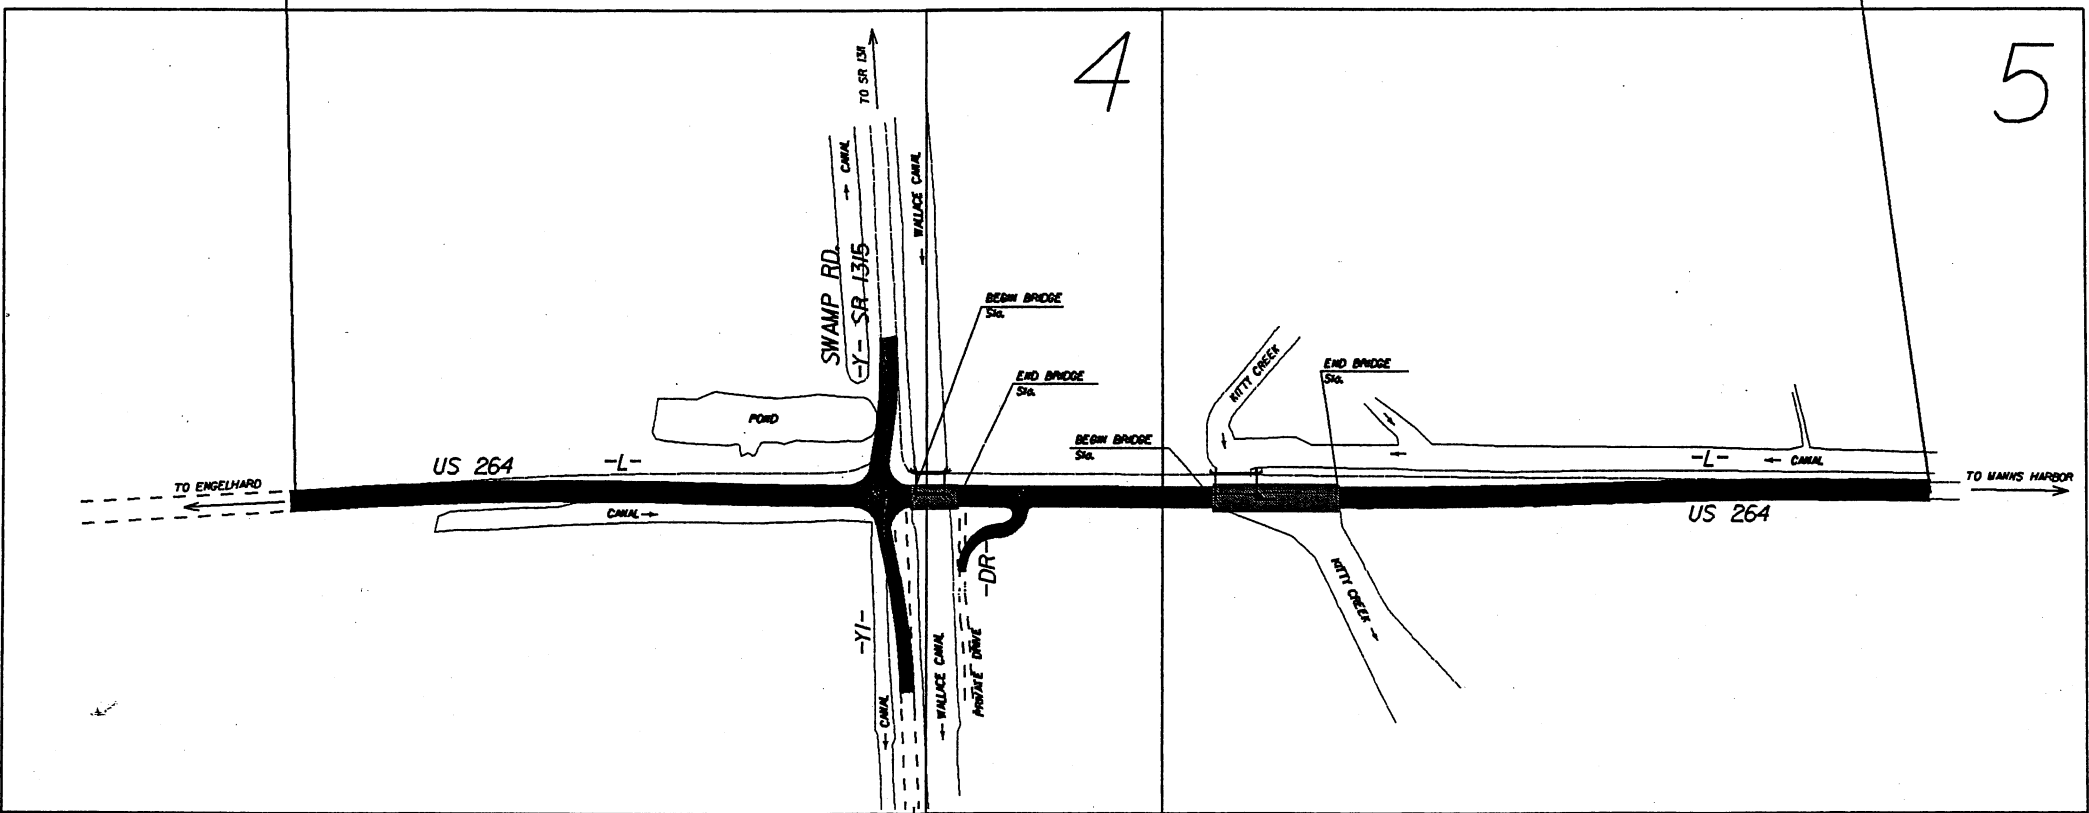 4
5
TO SR 1311
CANAL
WALLACE CANAL
SWAMP RD.
-Y- SR 1315
BEGIN BRIDGE
Sta.
END BRIDGE
Sta.
KITTY CREEK
END BRIDGE
Sta.
POND
BEGIN BRIDGE
Sta.
US 264
-L-
-L-
CANAL
TO ENGELHARD
TO MANNS HARBOR
CANAL
US 264
-DR-
KITTY CREEK
-Y1-
WALLACE CANAL
PRIVATE DRIVE
CANAL